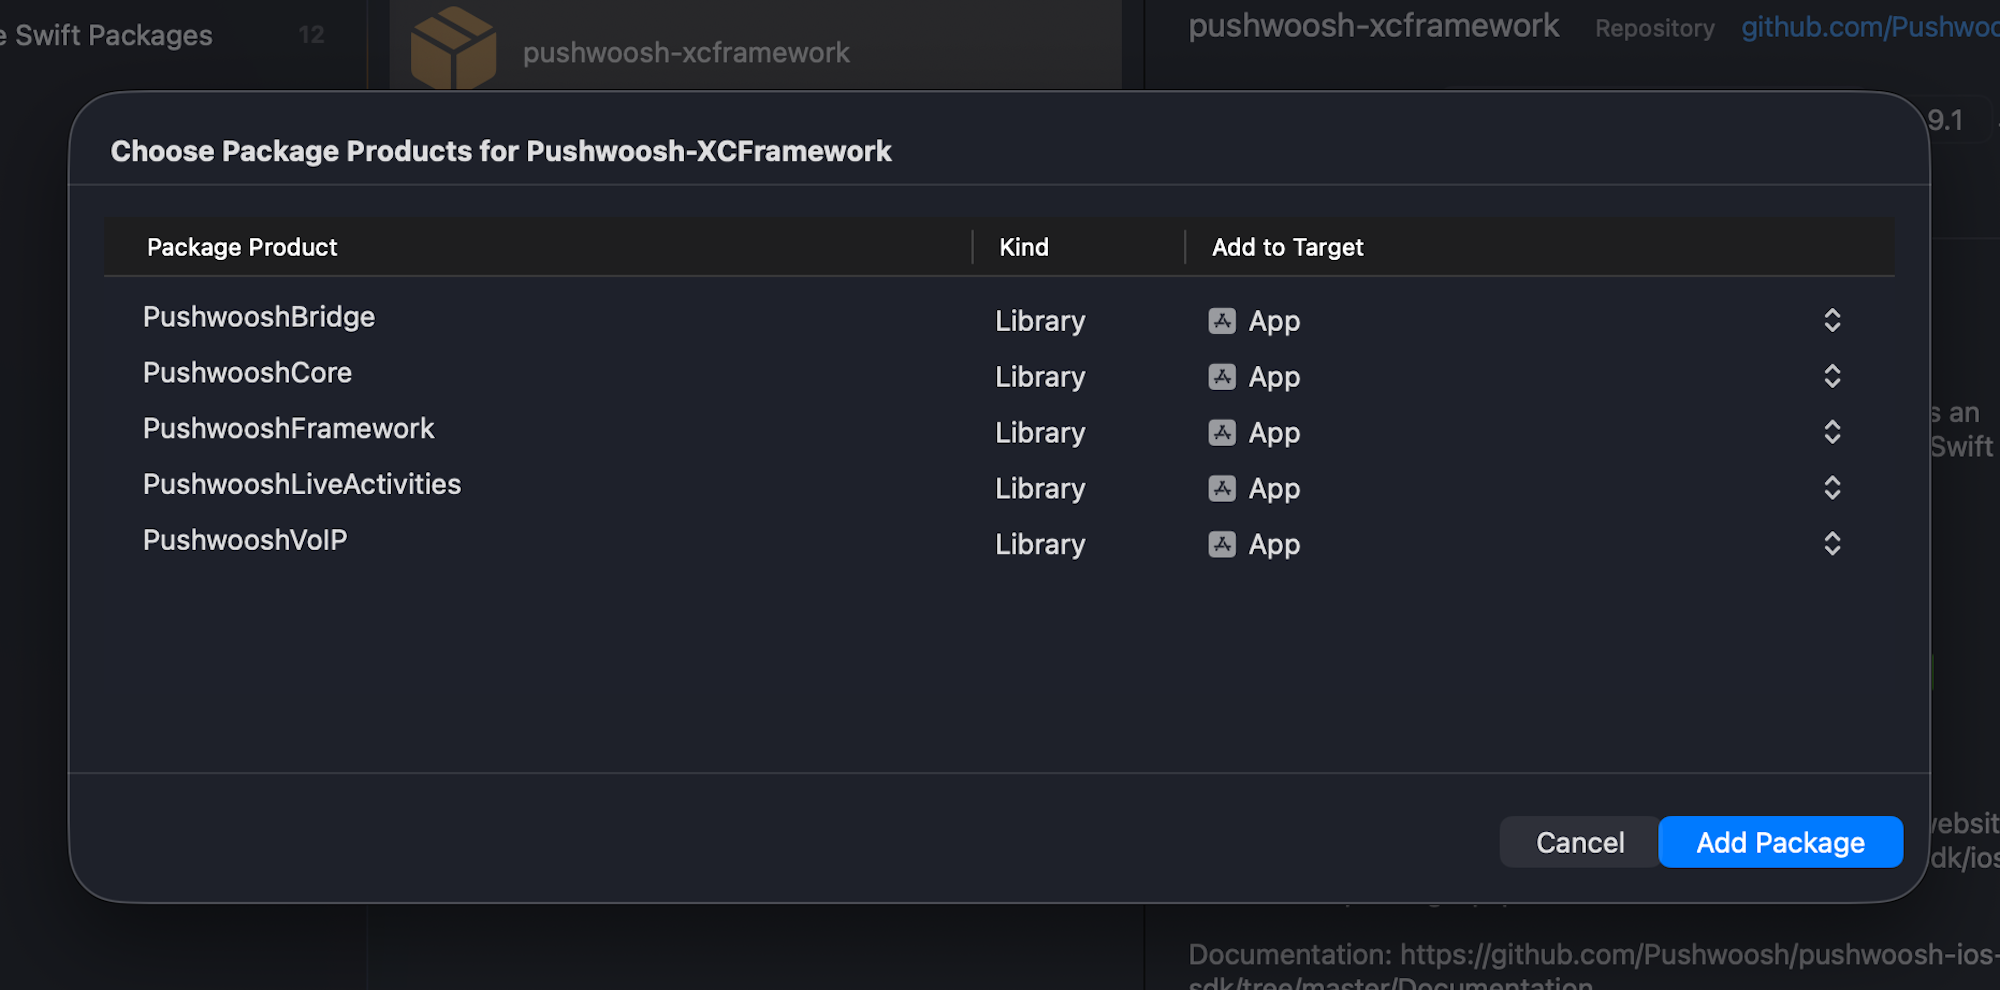 e Swift Packages 12
pushwoosh-xcframework
pushwoosh-xcframework Repository github.com/Pushwoo
9.1
Choose Package Products for Pushwoosh-XCFramework
Package Product Kind Add to Target
PushwooshBridge Library App
PushwooshCore Library App
PushwooshFramework Library App
PushwooshLiveActivities Library App
PushwooshVoIP Library App
s an
Swift
Cancel Add Package
websit
dk/ios
Documentation: https://github.com/Pushwoosh/pushwoosh-ios-
sdk/tree/master/Documentation